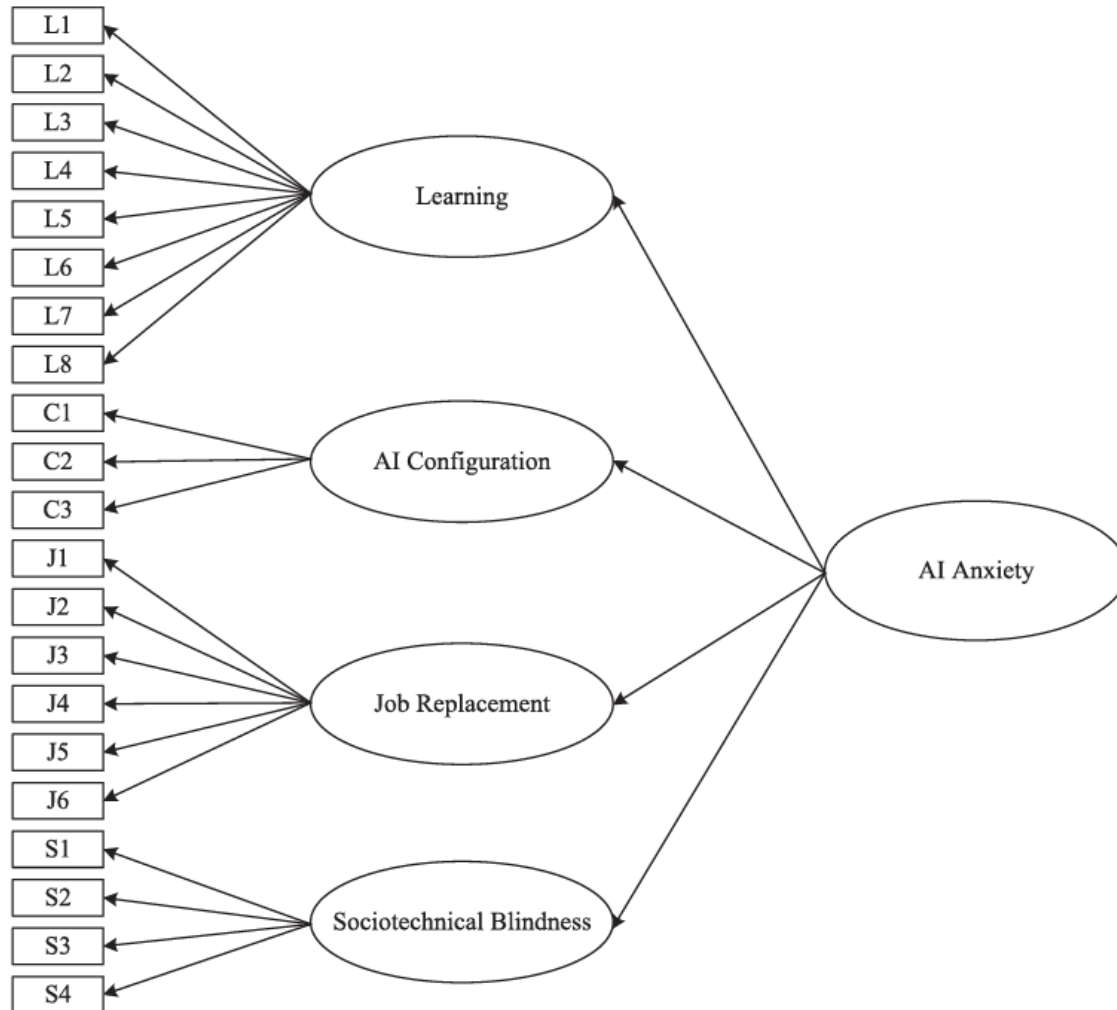 L1
L2
L3
L4
L5
L6
L7
L8
C1
C2
C3
J1
J2
J3
J4
J5
J6
S1
S2
S3
S4
Learning
AI Configuration
Job Replacement
Sociotechnical Blindness
AI Anxiety